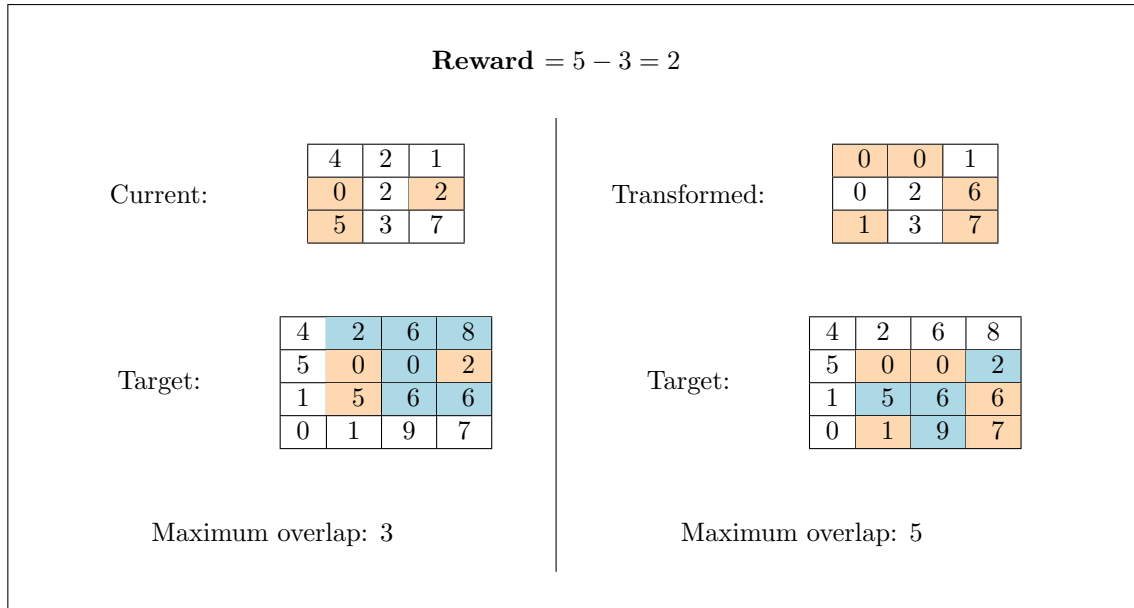 Reward = 5 − 3 = 2
Current:
4 2 1
0 2 2
5 3 7
Target:
4 2 6 8
5 0 0 2
1 5 6 6
0 1 9 7
Maximum overlap: 3
Transformed:
0 0 1
0 2 6
1 3 7
Target:
4 2 6 8
5 0 0 2
1 5 6 6
0 1 9 7
Maximum overlap: 5